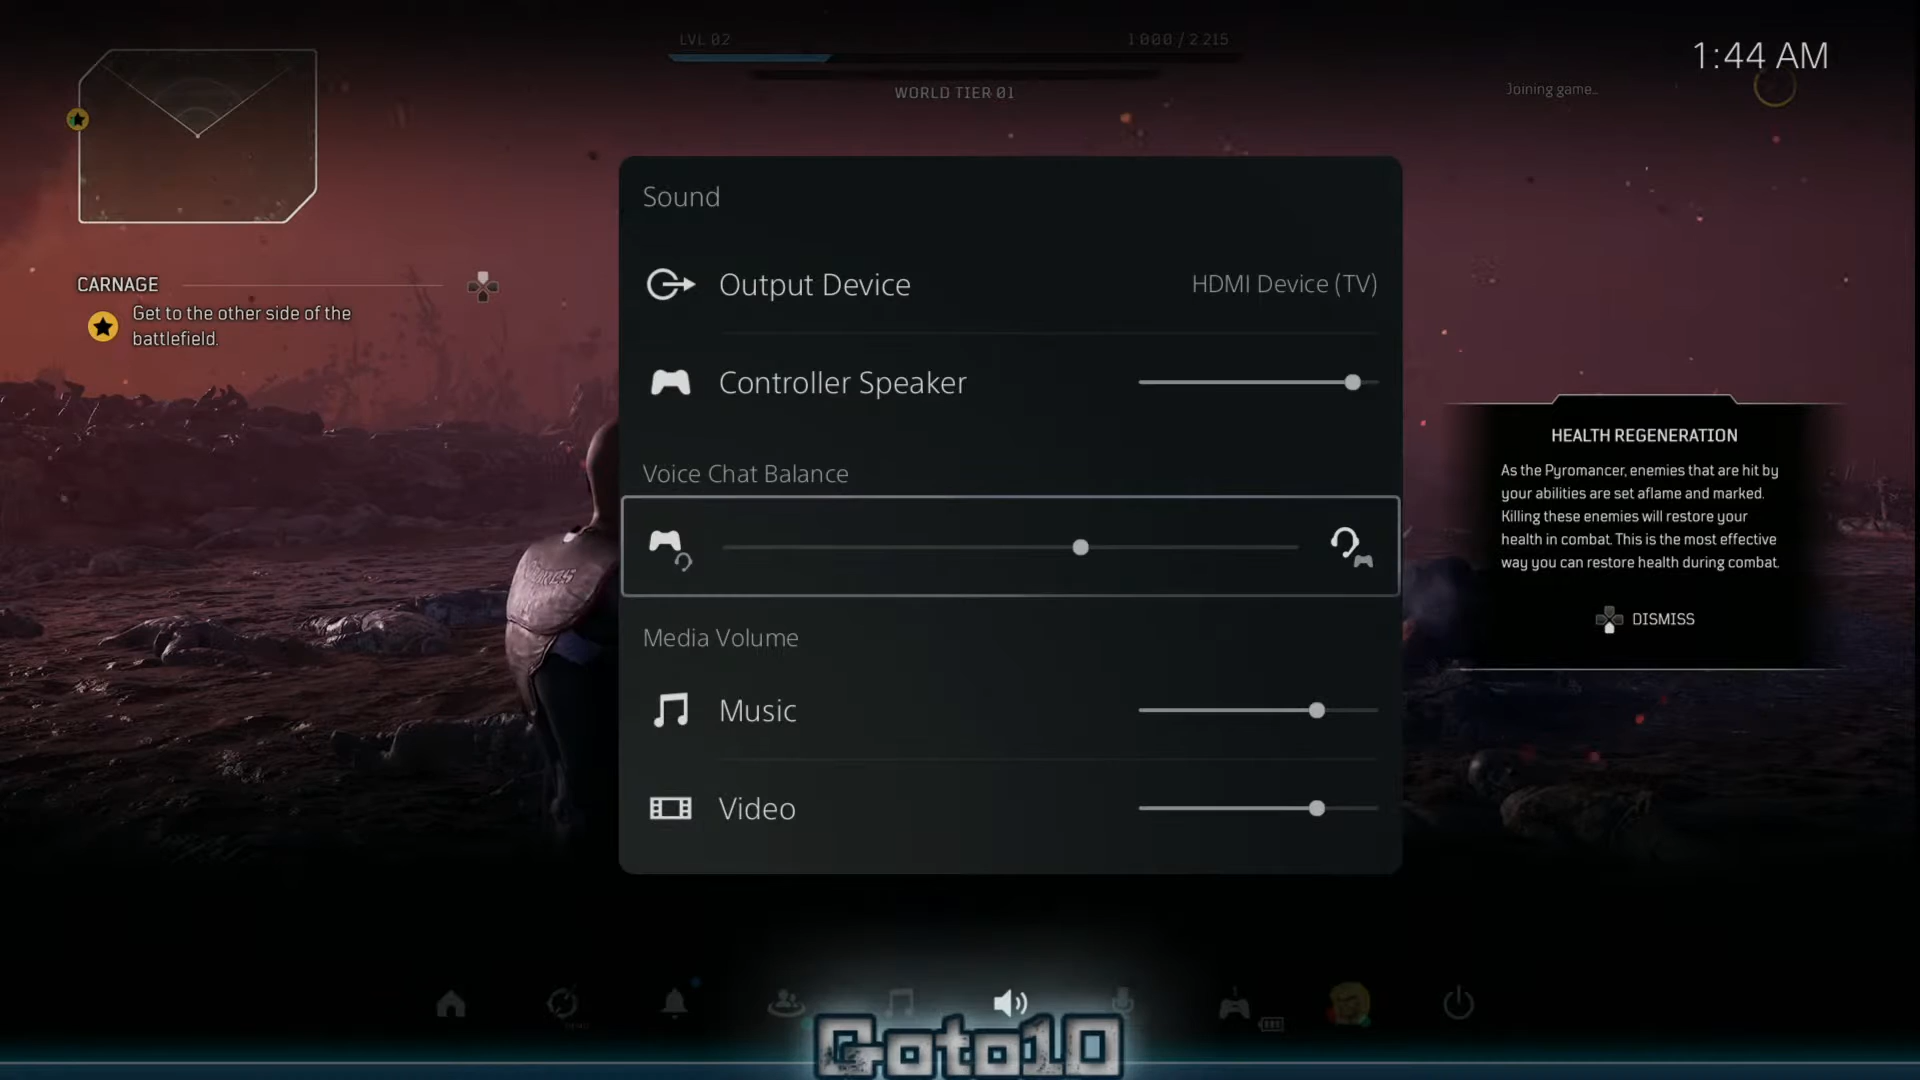 LVL 02
1 000 / 2 215
WORLD TIER 01
1:44 AM
Joining game...
CARNAGE
Get to the other side of the
battlefield.
Sound
Output Device
HDMI Device (TV)
Controller Speaker
Voice Chat Balance
Media Volume
Music
Video
HEALTH REGENERATION
As the Pyromancer, enemies that are hit by
your abilities are set aflame and marked.
Killing these enemies will restore your
health in combat. This is the most effective
way you can restore health during combat.
DISMISS
Goto10